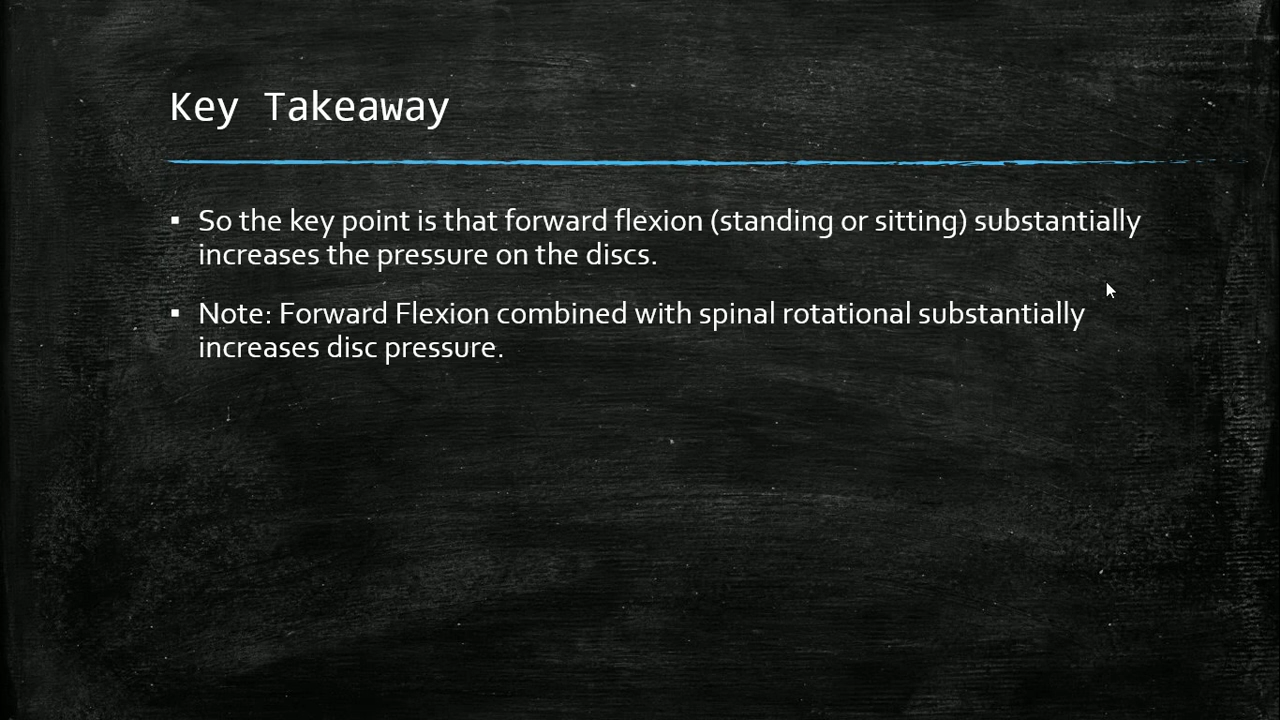 Key Takeaway
▪ So the key point is that forward flexion (standing or sitting) substantially
increases the pressure on the discs.
▪ Note: Forward Flexion combined with spinal rotational substantially
increases disc pressure.